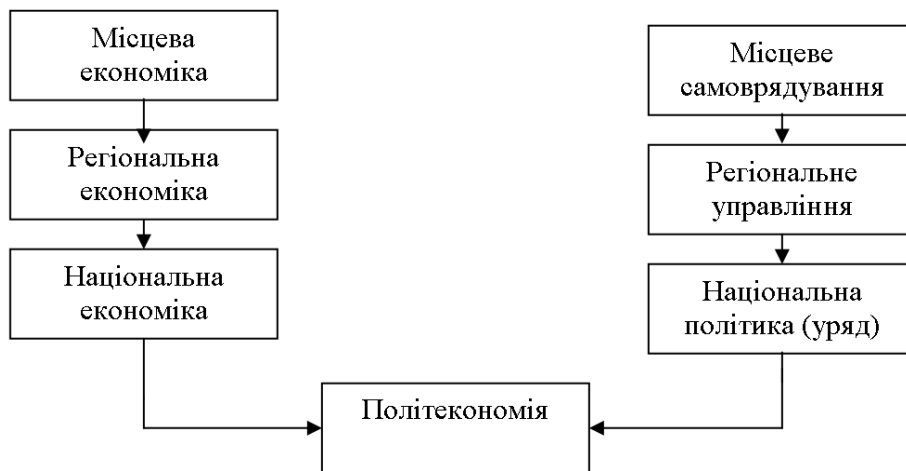 Місцева
економіка
Регіональна
економіка
Національна
економіка
Місцеве
самоврядування
Регіональне
управління
Національна
політика (уряд)
Політекономія